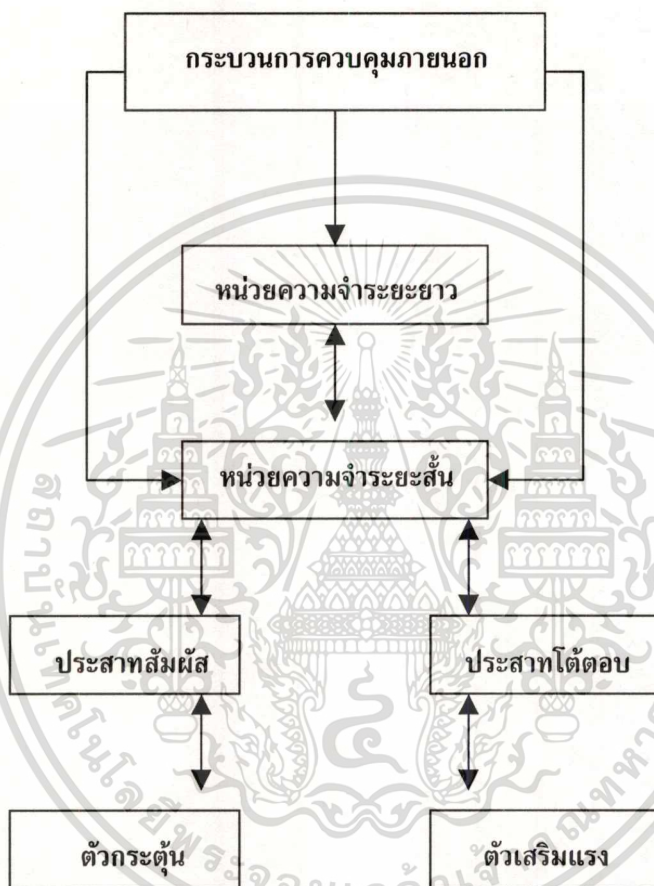 กระบวนการควบคุมภายนอก
หน่วยความจำระยะยาว
หน่วยความจำระยะสั้น
ประสาทสัมผัส
ประสาทโต้ตอบ
ตัวกระตุ้น
ตัวเสริมแรง